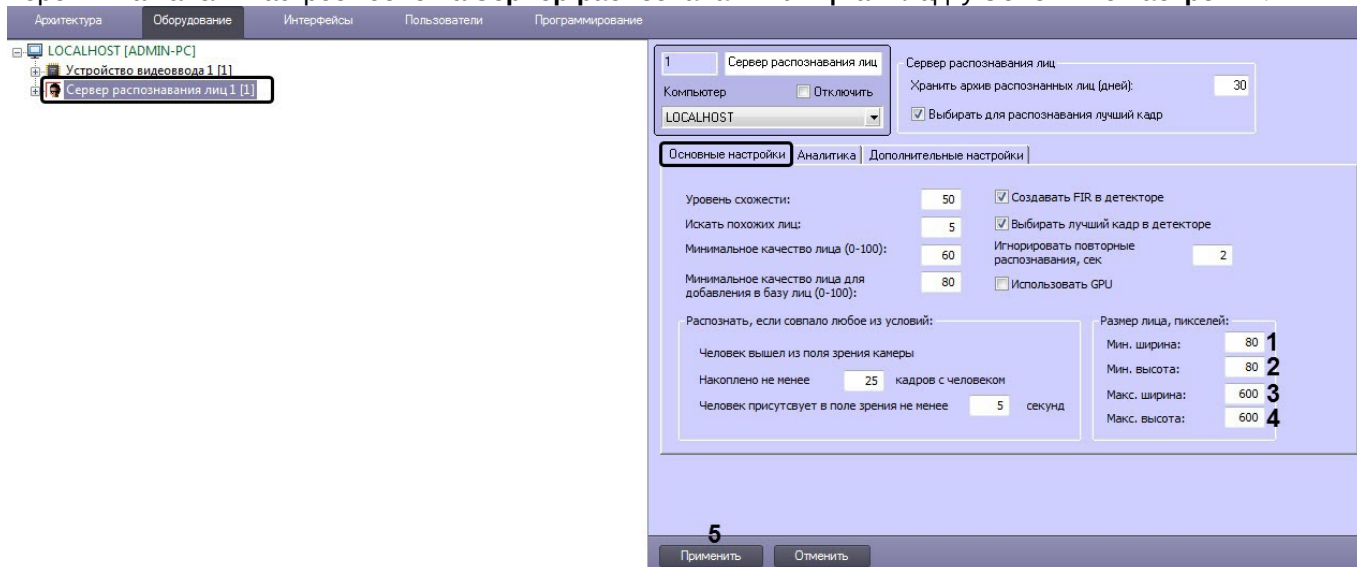 Архитектура Оборудование Интерфейсы Пользователи Программирование
LOCALHOST [ADMIN-PC]
Устройство видеоввода 1 [1]
Сервер распознавания лиц 1 [1]
1 Сервер распознавания лиц
Компьютер Отключить
LOCALHOST
Сервер распознавания лиц
Хранить архив распознанных лиц (дней): 30
Выбирать для распознавания лучший кадр
Основные настройки Аналитика Дополнительные настройки
Уровень схожести: 50
Искать похожих лиц: 5
Минимальное качество лица (0-100): 60
Минимальное качество лица для
добавления в базу лиц (0-100): 80
Создавать FIR в детекторе
Выбирать лучший кадр в детекторе
Игнорировать повторные
распознавания, сек 2
Использовать GPU
Распознать, если совпало любое из условий:
Человек вышел из поля зрения камеры
Накоплено не менее 25 кадров с человеком
Человек присутсвует в поле зрения не менее 5 секунд
Размер лица, пикселей:
Мин. ширина: 80 1
Мин. высота: 80 2
Макс. ширина: 600 3
Макс. высота: 600 4
5
Применить Отменить